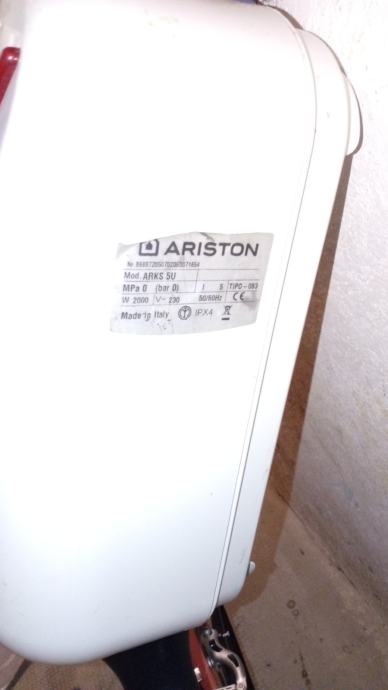 ARISTON
Mod. ARKS 5U
MPa 0 (bar 0) l 5 TIPO-083
W 2000 V~ 230 50/60Hz CE
Made in Italy IPX4